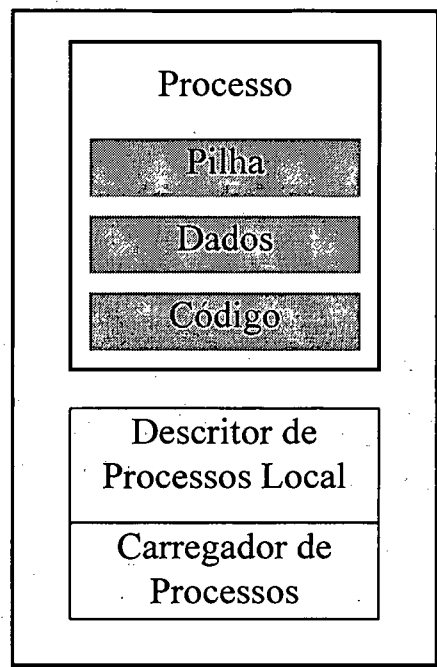 Processo
Pilha
Dados
Código
Descritor de
Processos Local
Carregador de
Processos